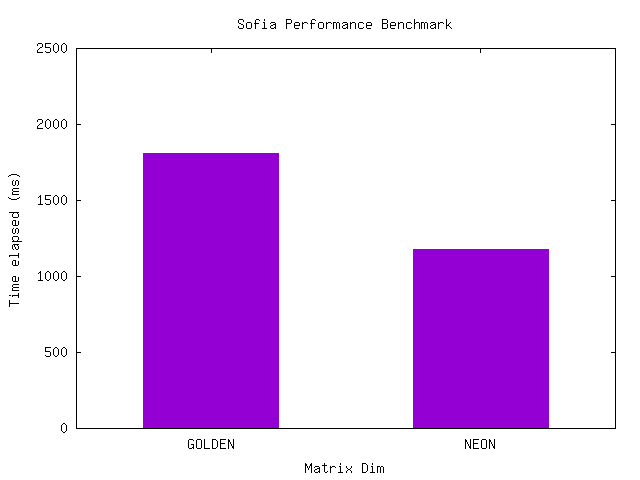 Sofia Performance Benchmark
2500
2000
1500
1000
500
0
Time elapsed (ms)
GOLDEN NEON
Matrix Dim